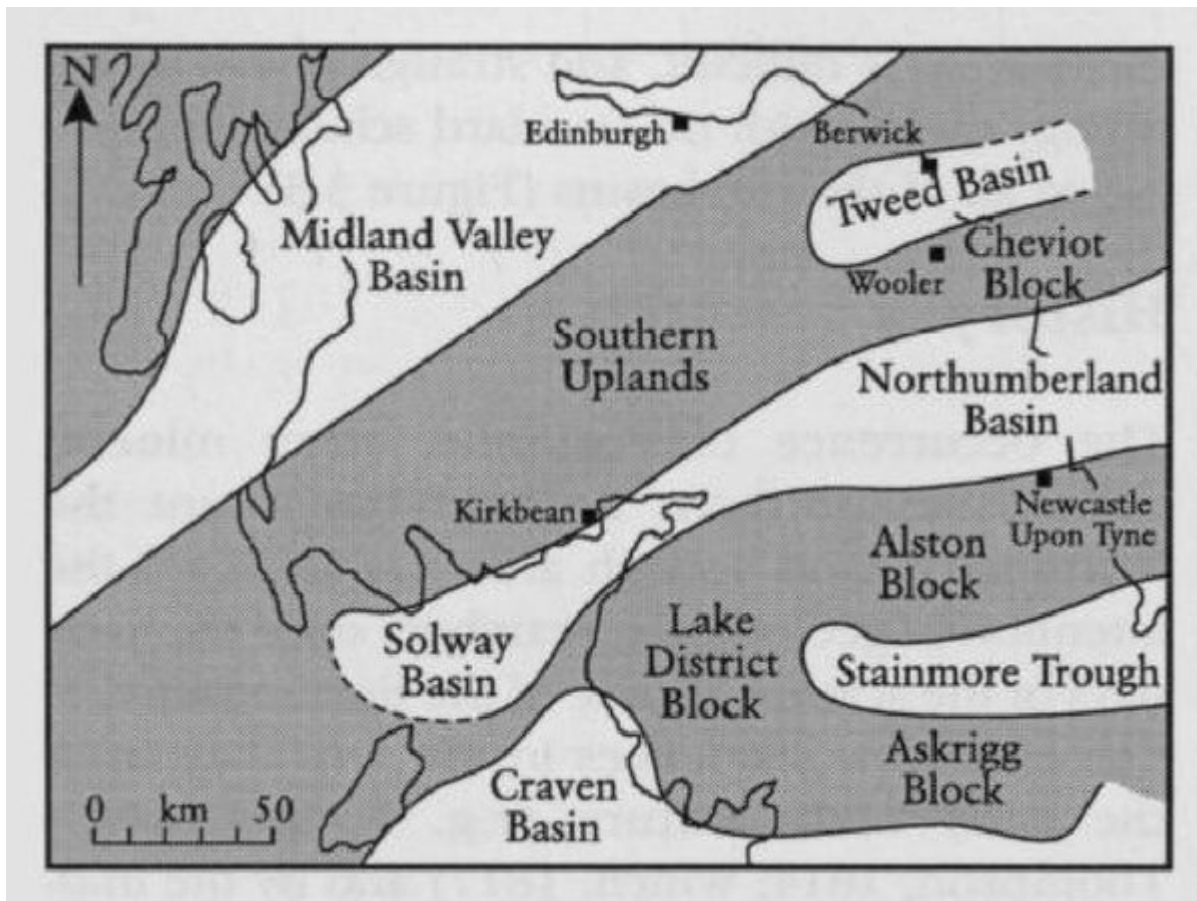 N
Edinburgh
Berwick
Tweed Basin
Midland Valley
Basin
Cheviot
Block
Wooler
Southern
Uplands
Northumberland
Basin
Kirkbean
Newcastle
Upon Tyne
Alston
Block
Solway
Basin
Lake
District
Block
Stainmore Trough
Askrigg
Block
Craven
Basin
0 km 50